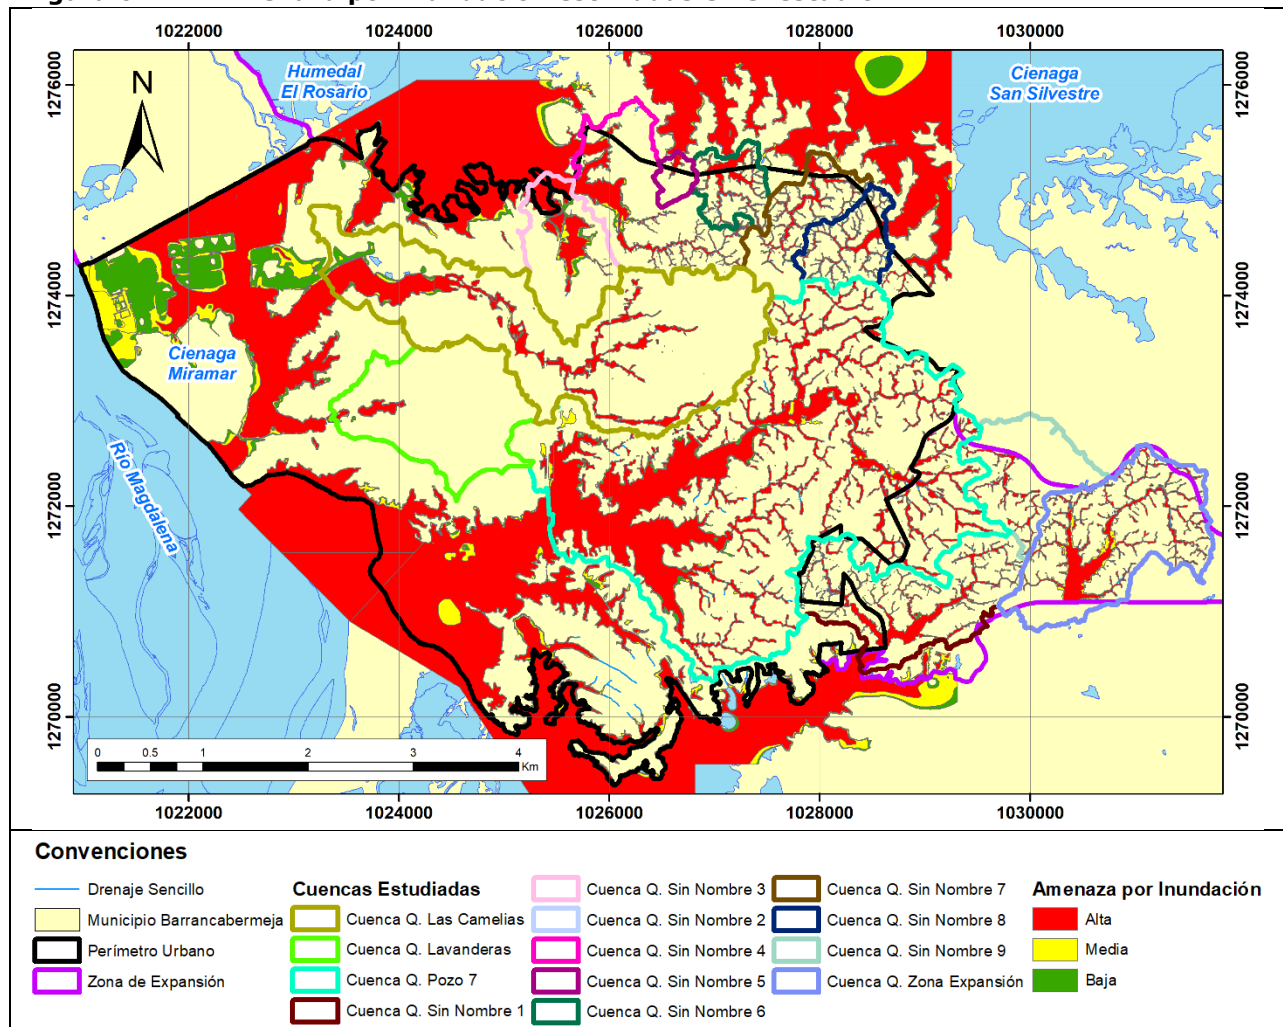 1022000 1024000 1026000 1028000 1030000
1276000
1276000
Humedal
El Rosario
Cienaga
San Silvestre
N
1274000
1274000
Cienaga
Miramar
Rio Magdalena
1272000
1272000
1270000
1270000
0 0.5 1 2 3 4
Km
1022000 1024000 1026000 1028000 1030000
Convenciones
Drenaje Sencillo
Municipio Barrancabermeja
Perímetro Urbano
Zona de Expansión
Cuencas Estudiadas
Cuenca Q. Las Camelias
Cuenca Q. Lavanderas
Cuenca Q. Pozo 7
Cuenca Q. Sin Nombre 1
Cuenca Q. Sin Nombre 3
Cuenca Q. Sin Nombre 2
Cuenca Q. Sin Nombre 4
Cuenca Q. Sin Nombre 5
Cuenca Q. Sin Nombre 6
Cuenca Q. Sin Nombre 7
Cuenca Q. Sin Nombre 8
Cuenca Q. Sin Nombre 9
Cuenca Q. Zona Expansión
Amenaza por Inundación
Alta
Media
Baja